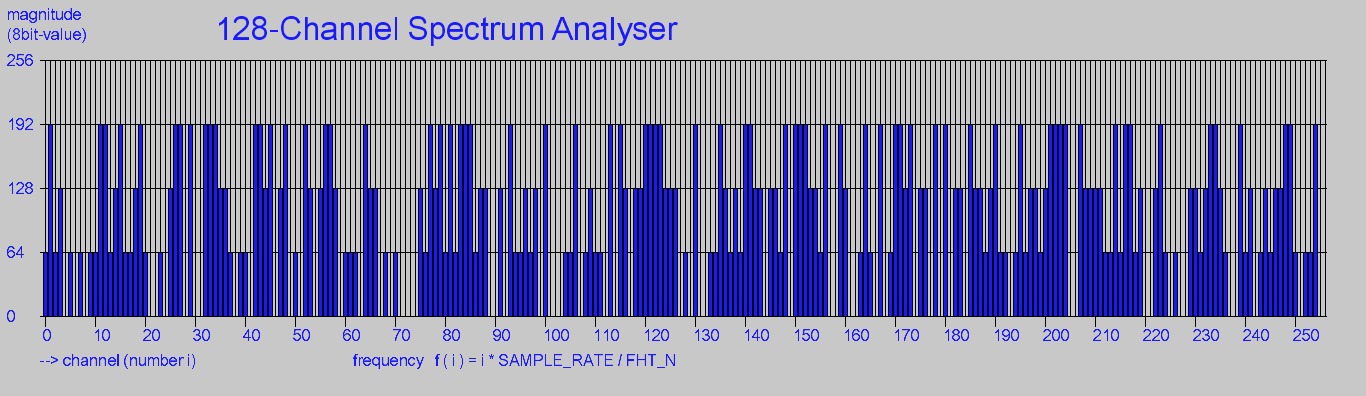 magnitude
(8bit-value)
128-Channel Spectrum Analyser
256
192
128
64
0
0 10 20 30 40 50 60 70 80 90 100 110 120 130 140 150 160 170 180 190 200 210 220 230 240 250
--> channel (number i) frequency f ( i ) = i * SAMPLE_RATE / FHT_N